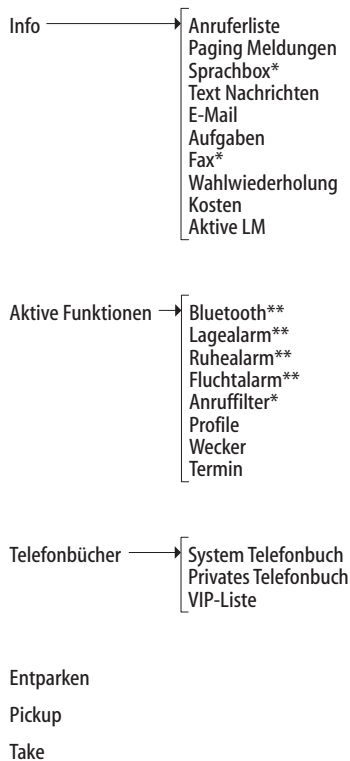 Info
Anruferliste
Paging Meldungen
Sprachbox*
Text Nachrichten
E-Mail
Aufgaben
Fax*
Wahlwiederholung
Kosten
Aktive LM
Aktive Funktionen
Bluetooth**
Lagealarm**
Ruhealarm**
Fluchtalarm**
Anruffilter*
Profile
Wecker
Termin
Telefonbücher
System Telefonbuch
Privates Telefonbuch
VIP-Liste
Entparken
Pickup
Take